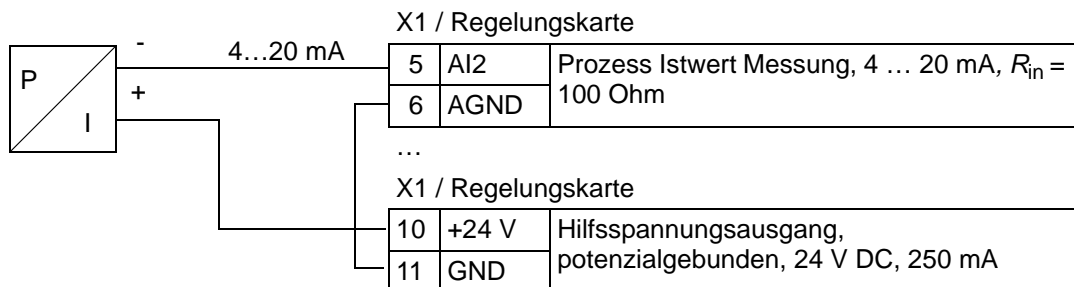 X1 / Regelungskarte
P
I
-
+
4…20 mA
5 AI2 Prozess Istwert Messung, 4 … 20 mA, Rin =
6 AGND 100 Ohm
…
X1 / Regelungskarte
10 +24 V Hilfsspannungsausgang,
11 GND potenzialgebunden, 24 V DC, 250 mA